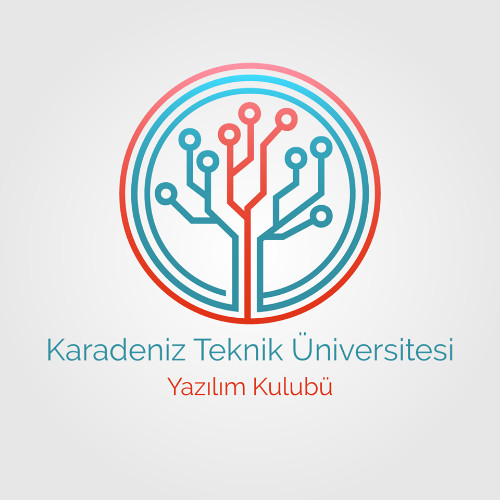 Karadeniz Teknik Üniversitesi
Yazılım Kulubü